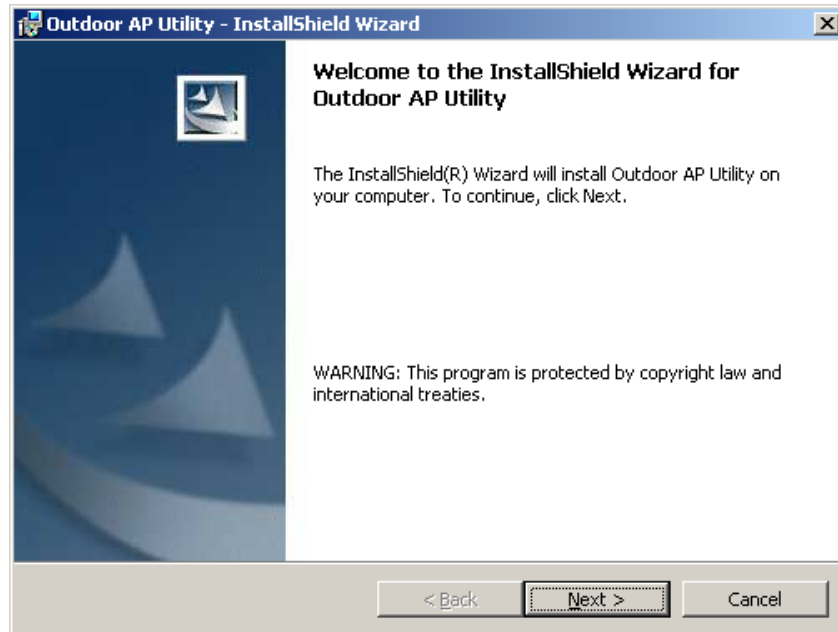 Outdoor AP Utility - InstallShield Wizard
Welcome to the InstallShield Wizard for
Outdoor AP Utility
The InstallShield(R) Wizard will install Outdoor AP Utility on
your computer. To continue, click Next.
WARNING: This program is protected by copyright law and
international treaties.
< Back
Next >
Cancel